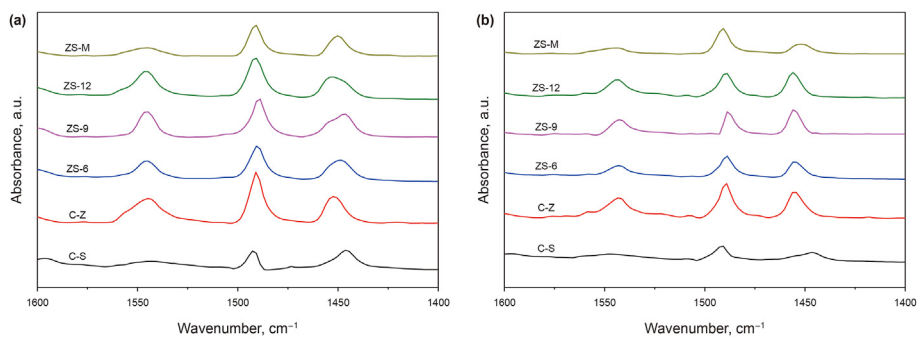 (a)
ZS-M
ZS-12
ZS-9
ZS-6
C-Z
C-S
Absorbance, a.u.
1600
1550
1500
1450
1400
Wavenumber, cm⁻¹
(b)
ZS-M
ZS-12
ZS-9
ZS-6
C-Z
C-S
Absorbance, a.u.
1600
1550
1500
1450
1400
Wavenumber, cm⁻¹